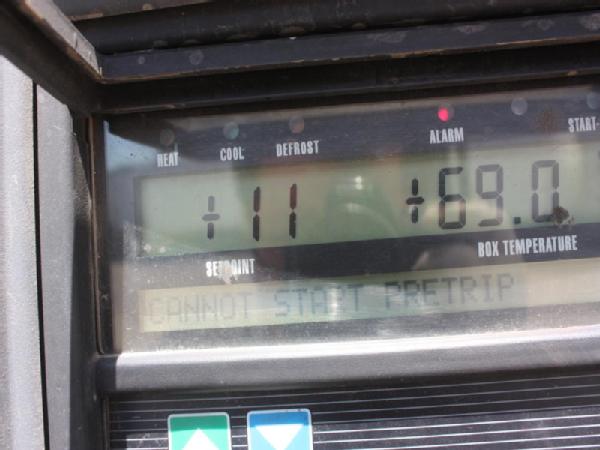 HEAT COOL DEFROST ALARM START-
+11 +69.0
SETPOINT BOX TEMPERATURE
CANNOT START PRETRIP